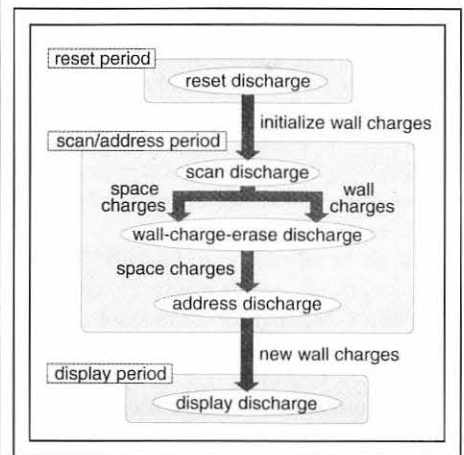 reset period
reset discharge
initialize wall charges
scan/address period
scan discharge
space
charges
wall
charges
wall-charge-erase discharge
space charges
address discharge
new wall charges
display period
display discharge